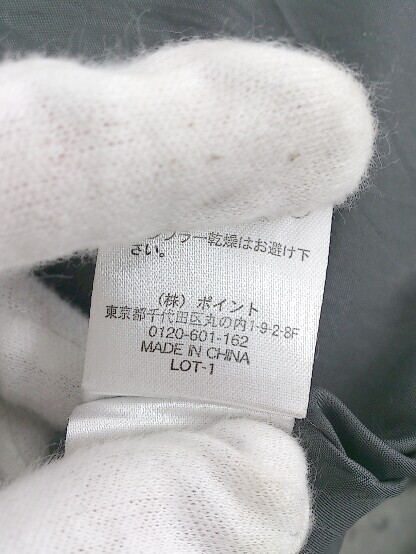 ンブラー乾燥はお避け下
さい。
(株) ポイント
東京都千代田区丸の内1-9-2-8F
0120-601-162
MADE IN CHINA
LOT-1